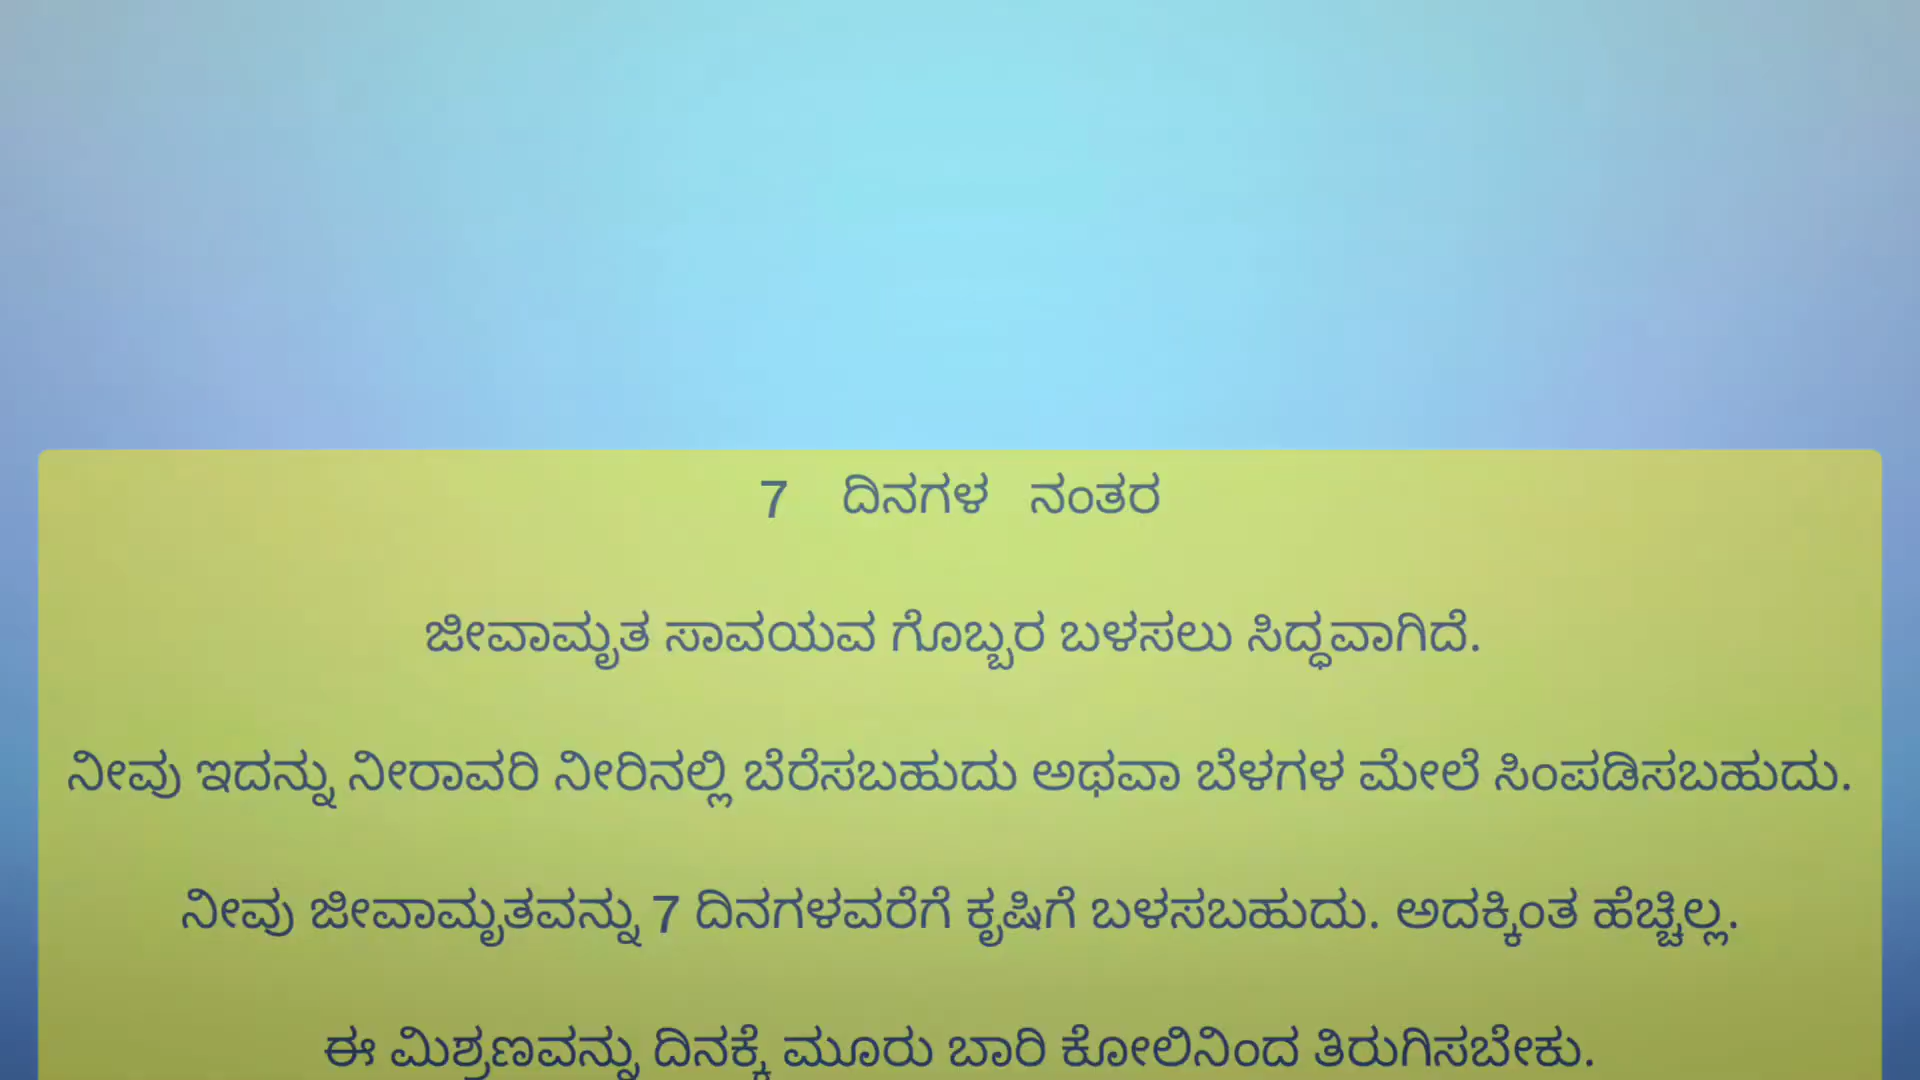 7 ದಿನಗಳ ನಂತರ
ಜೀವಾಮೃತ ಸಾವಯವ ಗೊಬ್ಬರ ಬಳಸಲು ಸಿದ್ಧವಾಗಿದೆ.
ನೀವು ಇದನ್ನು ನೀರಾವರಿ ನೀರಿನಲ್ಲಿ ಬೆರೆಸಬಹುದು ಅಥವಾ ಬೆಳಗಳ ಮೇಲೆ ಸಿಂಪಡಿಸಬಹುದು.
ನೀವು ಜೀವಾಮೃತವನ್ನು 7 ದಿನಗಳವರೆಗೆ ಕೃಷಿಗೆ ಬಳಸಬಹುದು. ಅದಕ್ಕಿಂತ ಹೆಚ್ಚಿಲ್ಲ.
ಈ ಮಿಶ್ರಣವನ್ನು ದಿನಕ್ಕೆ ಮೂರು ಬಾರಿ ಕೋಲಿನಿಂದ ತಿರುಗಿಸಬೇಕು.